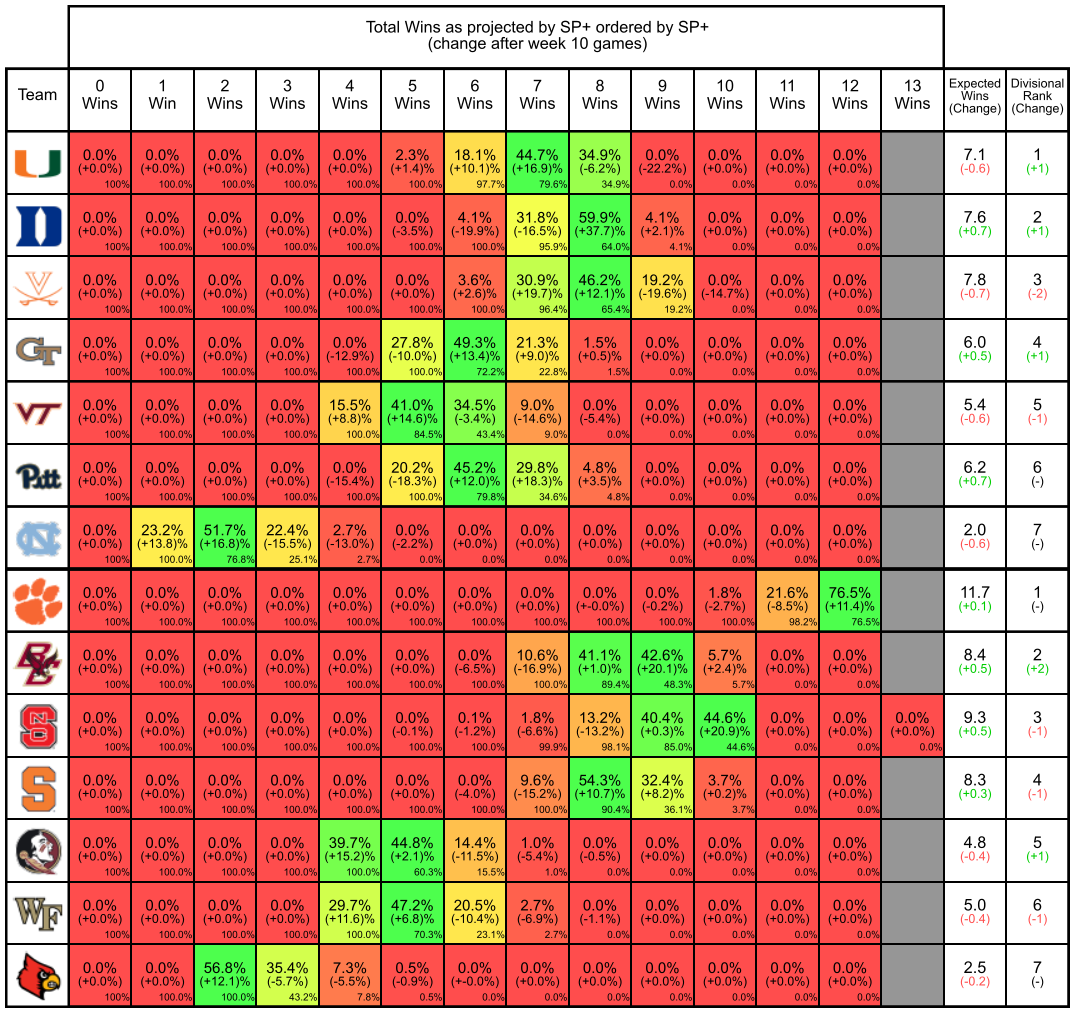 Total Wins as projected by SP+ ordered by SP+
(change after week 10 games)
Team
0 Wins
1 Win
2 Wins
3 Wins
4 Wins
5 Wins
6 Wins
7 Wins
8 Wins
9 Wins
10 Wins
11 Wins
12 Wins
13 Wins
Expected Wins (Change)
Divisional Rank (Change)
U
0.0% 0.0% 0.0% 0.0% 0.0% 2.3% 18.1% 44.7% 34.9% 0.0% 0.0% 0.0% 0.0% 7.1 1
(+0.0%) (+0.0%) (+0.0%) (+0.0%) (+0.0%) (+1.4%) (+10.1)% (+16.9)% (-6.2%) (-22.2%) (+0.0%) (+0.0%) (+0.0%) (-0.6) (+1)
100% 100.0% 100.0% 100.0% 100.0% 100.0% 97.7% 79.6% 34.9% 0.0% 0.0% 0.0% 0.0%
D
0.0% 0.0% 0.0% 0.0% 0.0% 0.0% 4.1% 31.8% 59.9% 4.1% 0.0% 0.0% 0.0% 7.6 2
(+0.0%) (+0.0%) (+0.0%) (+0.0%) (+0.0%) (-3.5%) (-19.9%) (-16.5%) (+37.7)% (+2.1)% (+0.0%) (+0.0%) (+0.0%) (+0.7) (+1)
100% 100.0% 100.0% 100.0% 100.0% 100.0% 100.0% 95.9% 64.0% 4.1% 0.0% 0.0% 0.0%
V
0.0% 0.0% 0.0% 0.0% 0.0% 0.0% 3.6% 30.9% 46.2% 19.2% 0.0% 0.0% 0.0% 7.8 3
(+0.0%) (+0.0%) (+0.0%) (+0.0%) (+0.0%) (+0.0%) (+2.6)% (+19.7)% (+12.1)% (-19.6%) (-14.7%) (+0.0%) (+0.0%) (-0.7) (-2)
100% 100.0% 100.0% 100.0% 100.0% 100.0% 100.0% 96.4% 65.4% 19.2% 0.0% 0.0% 0.0%
GT
0.0% 0.0% 0.0% 0.0% 0.0% 27.8% 49.3% 21.3% 1.5% 0.0% 0.0% 0.0% 0.0% 6.0 4
(+0.0%) (+0.0%) (+0.0%) (+0.0%) (-12.9%) (-10.0%) (+13.4)% (+9.0)% (+0.5)% (+0.0%) (+0.0%) (+0.0%) (+0.0%) (+0.5) (+1)
100% 100.0% 100.0% 100.0% 100.0% 100.0% 72.2% 22.8% 1.5% 0.0% 0.0% 0.0% 0.0%
VT
0.0% 0.0% 0.0% 0.0% 15.5% 41.0% 34.5% 9.0% 0.0% 0.0% 0.0% 0.0% 0.0% 5.4 5
(+0.0%) (+0.0%) (+0.0%) (+0.0%) (+8.8)% (+14.6)% (-3.4%) (-14.6%) (-5.4%) (+0.0%) (+0.0%) (+0.0%) (+0.0%) (-0.6) (-1)
100% 100.0% 100.0% 100.0% 100.0% 84.5% 43.4% 9.0% 0.0% 0.0% 0.0% 0.0% 0.0%
Pitt
0.0% 0.0% 0.0% 0.0% 0.0% 20.2% 45.2% 29.8% 4.8% 0.0% 0.0% 0.0% 0.0% 6.2 6
(+0.0%) (+0.0%) (+0.0%) (+0.0%) (-15.4%) (-18.3%) (+12.0)% (+18.3)% (+3.5)% (+0.0%) (+0.0%) (+0.0%) (+0.0%) (+0.7) (-)
100% 100.0% 100.0% 100.0% 100.0% 100.0% 79.8% 34.6% 4.8% 0.0% 0.0% 0.0% 0.0%
NC
0.0% 23.2% 51.7% 22.4% 2.7% 0.0% 0.0% 0.0% 0.0% 0.0% 0.0% 0.0% 0.0% 2.0 7
(+0.0%) (+13.8)% (+16.8)% (-15.5%) (-13.0%) (-2.2%) (+0.0%) (+0.0%) (+0.0%) (+0.0%) (+0.0%) (+0.0%) (+0.0%) (-0.6) (-)
100% 100.0% 76.8% 25.1% 2.7% 0.0% 0.0% 0.0% 0.0% 0.0% 0.0% 0.0% 0.0%
0.0% 0.0% 0.0% 0.0% 0.0% 0.0% 0.0% 0.0% 0.0% 0.0% 1.8% 21.6% 76.5% 11.7 1
(+0.0%) (+0.0%) (+0.0%) (+0.0%) (+0.0%) (+0.0%) (+0.0%) (+0.0%) (+-0.0%) (-0.2%) (-2.7%) (-8.5%) (+11.4)% (+0.1) (-)
100% 100.0% 100.0% 100.0% 100.0% 100.0% 100.0% 100.0% 100.0% 100.0% 100.0% 98.2% 76.5%
BC
0.0% 0.0% 0.0% 0.0% 0.0% 0.0% 0.0% 10.6% 41.1% 42.6% 5.7% 0.0% 0.0% 8.4 2
(+0.0%) (+0.0%) (+0.0%) (+0.0%) (+0.0%) (+0.0%) (-6.5%) (-16.9%) (+1.0)% (+20.1)% (+2.4)% (+0.0%) (+0.0%) (+0.5) (+2)
100% 100.0% 100.0% 100.0% 100.0% 100.0% 100.0% 100.0% 89.4% 48.3% 5.7% 0.0% 0.0%
NCS
0.0% 0.0% 0.0% 0.0% 0.0% 0.0% 0.1% 1.8% 13.2% 40.4% 44.6% 0.0% 0.0% 0.0% 9.3 3
(+0.0%) (+0.0%) (+0.0%) (+0.0%) (+0.0%) (-0.1%) (-1.2%) (-6.6%) (-13.2%) (+0.3)% (+20.9)% (+0.0%) (+0.0%) (+0.0%) (+0.5) (-1)
100% 100.0% 100.0% 100.0% 100.0% 100.0% 100.0% 99.9% 98.1% 85.0% 44.6% 0.0% 0.0% 0.0%
S
0.0% 0.0% 0.0% 0.0% 0.0% 0.0% 0.0% 9.6% 54.3% 32.4% 3.7% 0.0% 0.0% 8.3 4
(+0.0%) (+0.0%) (+0.0%) (+0.0%) (+0.0%) (+0.0%) (-4.0%) (-15.2%) (+10.7)% (+8.2)% (+0.2)% (+0.0%) (+0.0%) (+0.3) (-1)
100% 100.0% 100.0% 100.0% 100.0% 100.0% 100.0% 100.0% 90.4% 36.1% 3.7% 0.0% 0.0%
0.0% 0.0% 0.0% 0.0% 39.7% 44.8% 14.4% 1.0% 0.0% 0.0% 0.0% 0.0% 0.0% 4.8 5
(+0.0%) (+0.0%) (+0.0%) (+0.0%) (+15.2)% (+2.1)% (-11.5%) (-5.4%) (-0.5%) (+0.0%) (+0.0%) (+0.0%) (+0.0%) (-0.4) (+1)
100% 100.0% 100.0% 100.0% 100.0% 60.3% 15.5% 1.0% 0.0% 0.0% 0.0% 0.0% 0.0%
WF
0.0% 0.0% 0.0% 0.0% 29.7% 47.2% 20.5% 2.7% 0.0% 0.0% 0.0% 0.0% 0.0% 5.0 6
(+0.0%) (+0.0%) (+0.0%) (+0.0%) (+11.6)% (+6.8)% (-10.4%) (-6.9%) (-1.1%) (+0.0%) (+0.0%) (+0.0%) (+0.0%) (-0.4) (-1)
100% 100.0% 100.0% 100.0% 100.0% 70.3% 23.1% 2.7% 0.0% 0.0% 0.0% 0.0% 0.0%
0.0% 0.0% 56.8% 35.4% 7.3% 0.5% 0.0% 0.0% 0.0% 0.0% 0.0% 0.0% 0.0% 2.5 7
(+0.0%) (+0.0%) (+12.1)% (-5.7%) (-5.5%) (-0.9%) (+-0.0%) (+0.0%) (+0.0%) (+0.0%) (+0.0%) (+0.0%) (+0.0%) (-0.2) (-)
100% 100.0% 100.0% 43.2% 7.8% 0.5% 0.0% 0.0% 0.0% 0.0% 0.0% 0.0% 0.0%